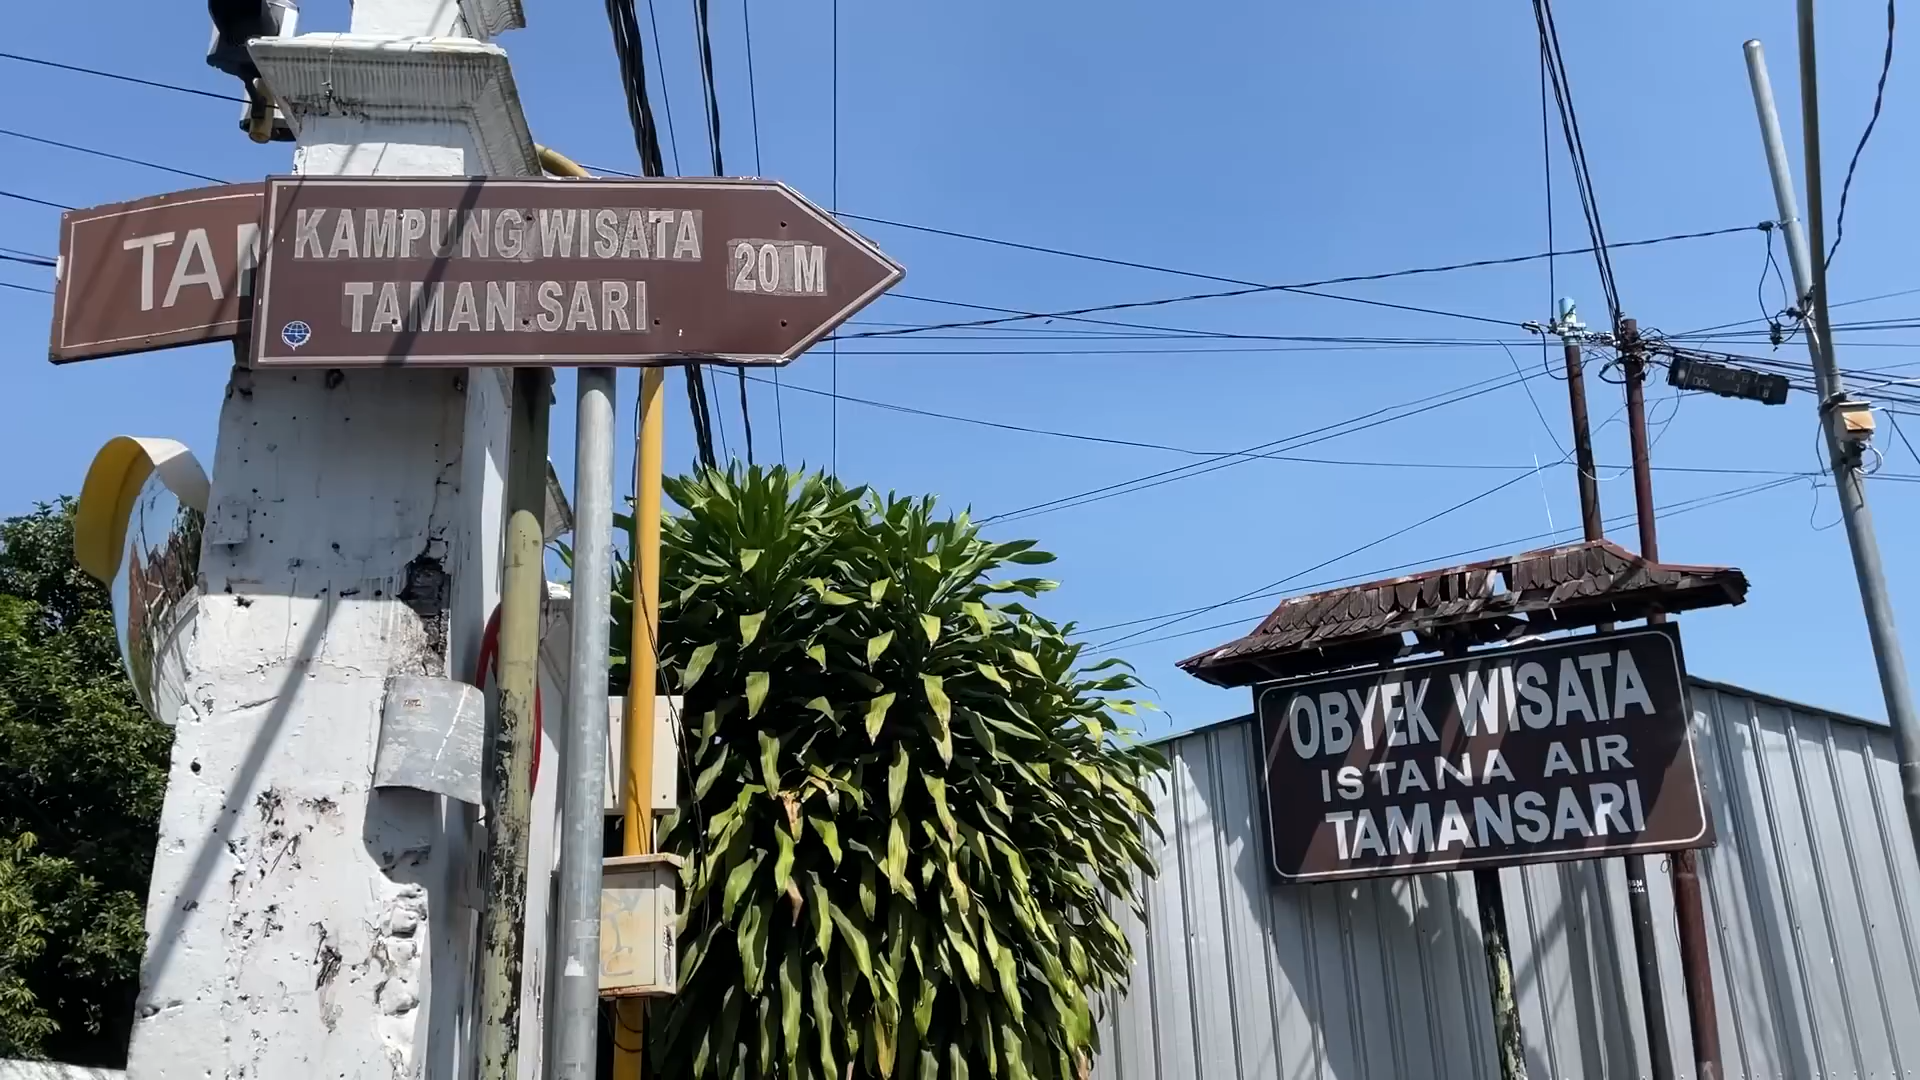 TA
KAMPUNG WISATA
TAMAN SARI
20 M
OBYEK WISATA
ISTANA AIR
TAMANSARI